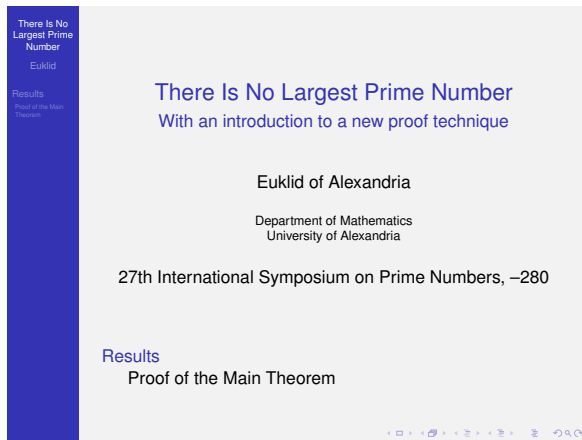 There Is No
Largest Prime
Number
Euklid
Results
Proof of the Main
Theorem
There Is No Largest Prime Number
With an introduction to a new proof technique
Euklid of Alexandria
Department of Mathematics
University of Alexandria
27th International Symposium on Prime Numbers, –280
Results
Proof of the Main Theorem